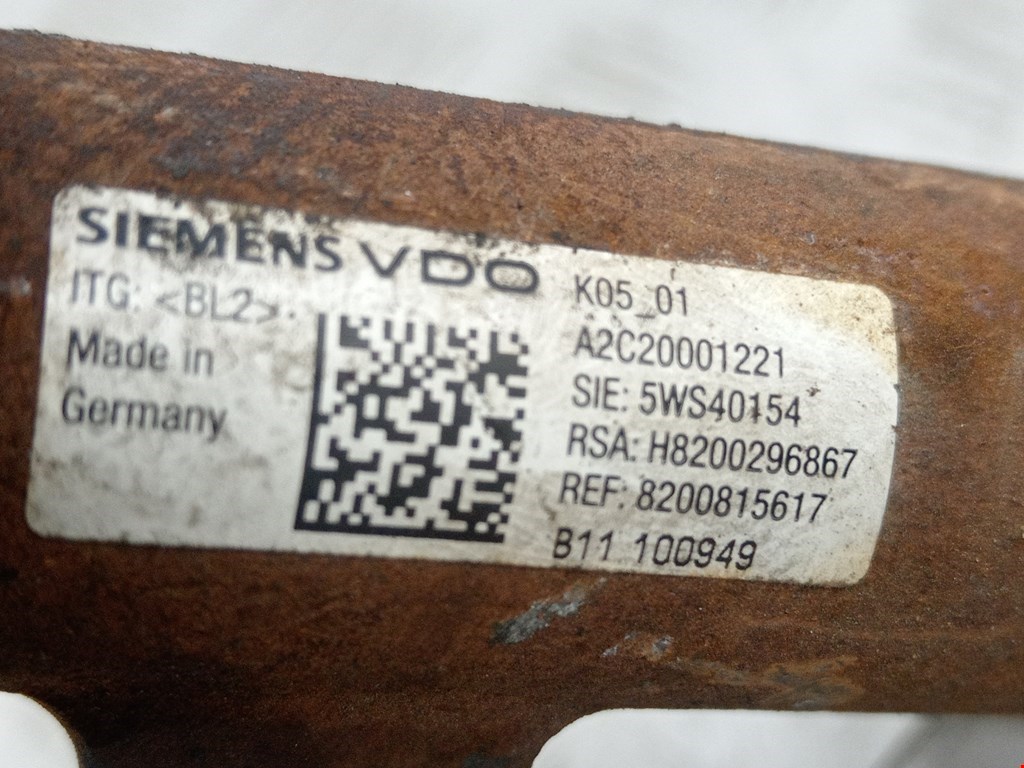 SIEMENS VDO
ITG: <BL2>.
Made in
Germany
K05_01
A2C20001221
SIE: 5WS40154
RSA: H8200296867
REF: 8200815617
B11 100949